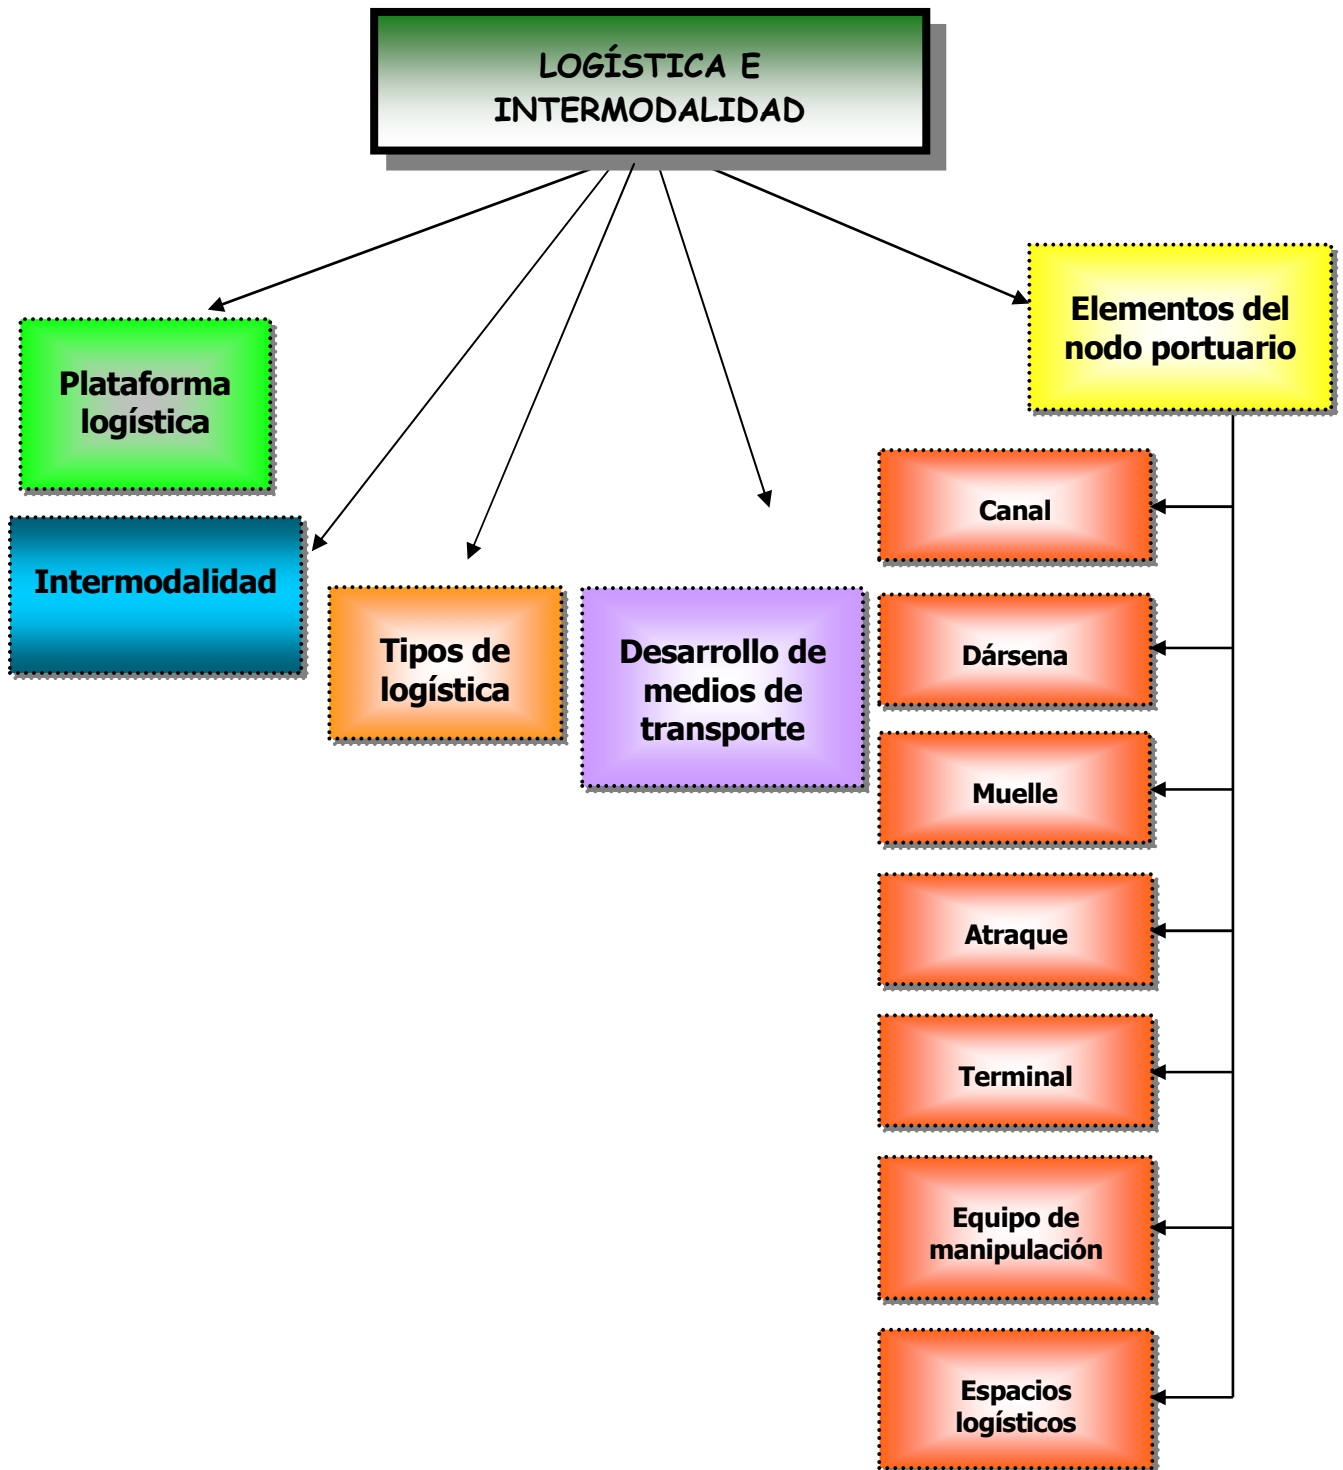 LOGÍSTICA E
INTERMODALIDAD
Plataforma
logística
Intermodalidad
Tipos de
logística
Desarrollo de
medios de
transporte
Elementos del
nodo portuario
Canal
Dársena
Muelle
Atraque
Terminal
Equipo de
manipulación
Espacios
logísticos